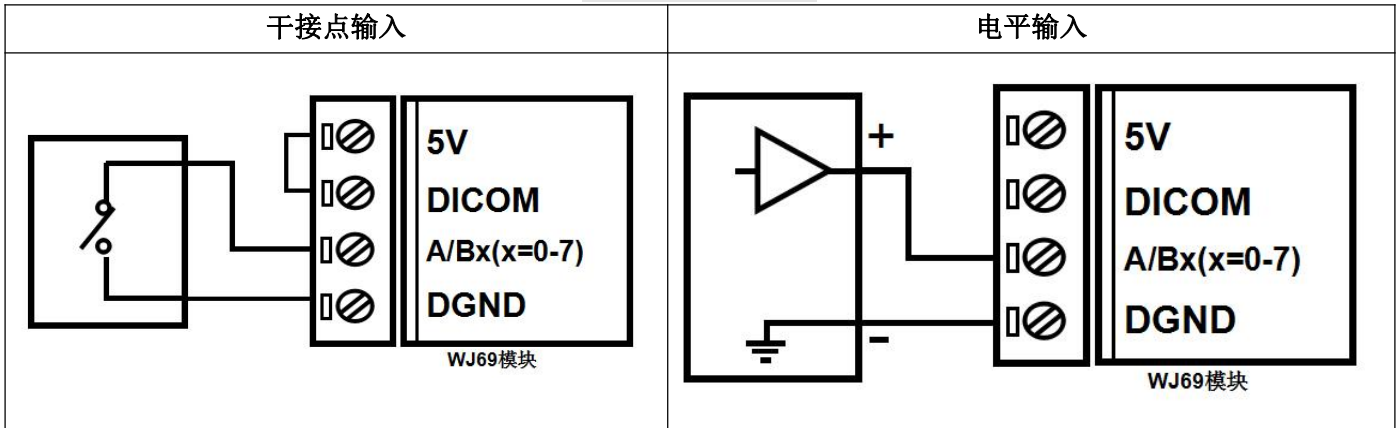 干接点输入
电平输入
5V
DICOM
A/Bx(x=0-7)
DGND
WJ69模块
+
5V
DICOM
A/Bx(x=0-7)
DGND
-
WJ69模块